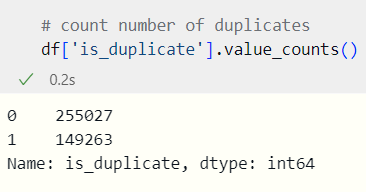 # count number of duplicates
df['is_duplicate'].value_counts()
0.2s
0    255027
1    149263
Name: is_duplicate, dtype: int64